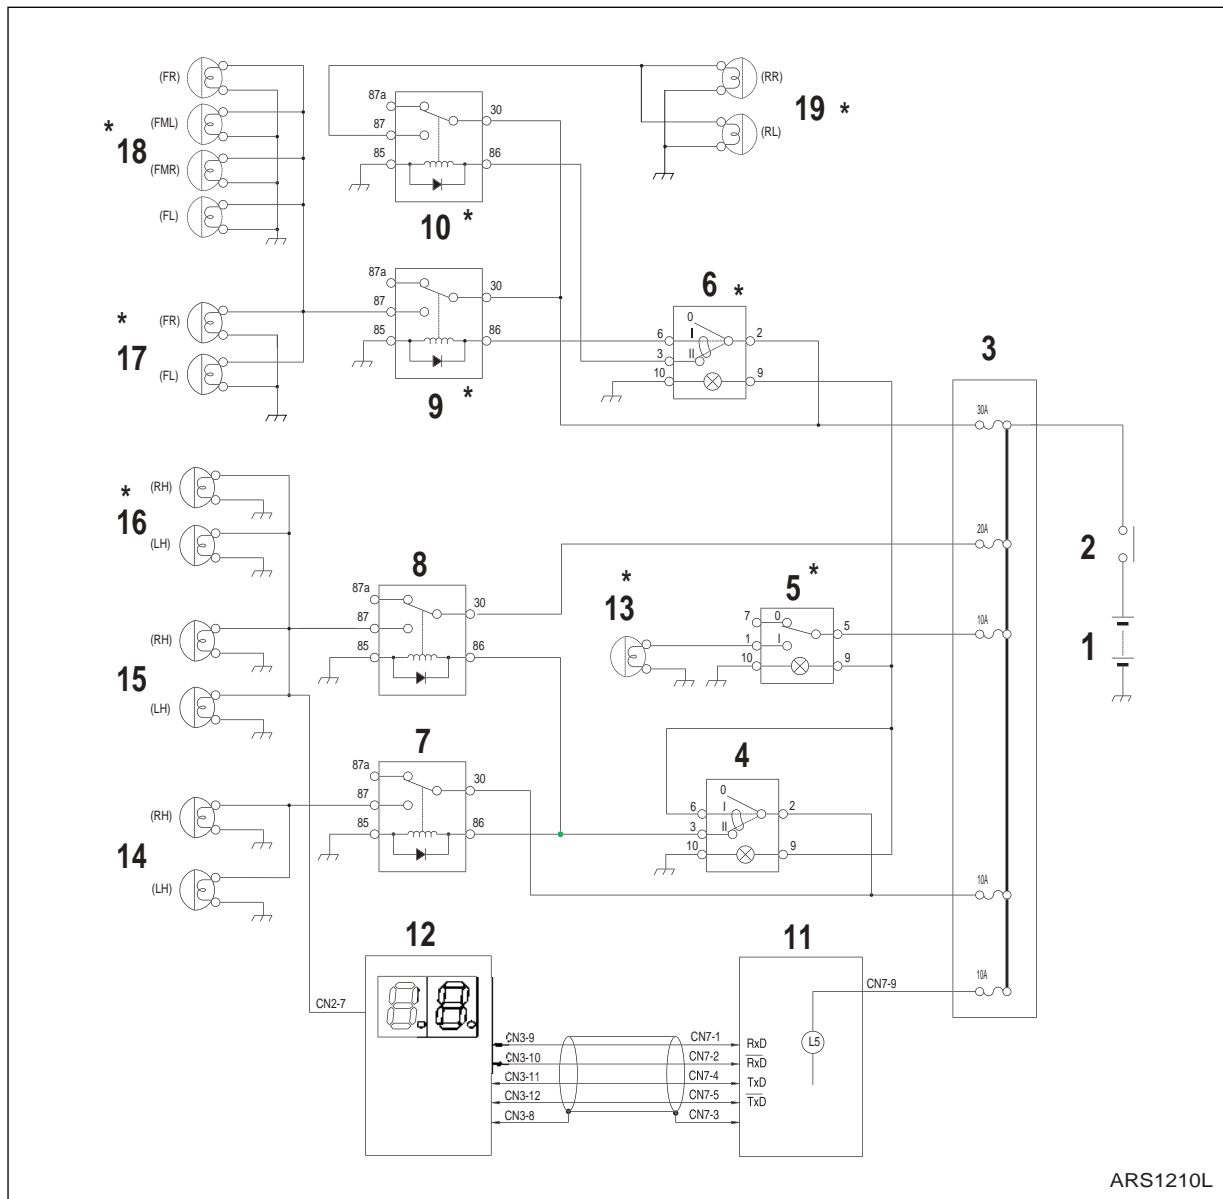 (FR)
(FML)
* 18
(FMR)
(FL)
87a
30
87
85
86
10 *
(RR)
19 *
(RL)
* (FR)
17
(FL)
87a
30
87
85
86
9 *
6 *
0
6
I
2
3
II
10
9
3
30A
20A
10A
10A
10A
2
1
* (RH)
16
(LH)
8
87a
30
87
85
86
(RH)
15
(LH)
*
13
5 *
7
0
5
1
I
10
9
7
87a
30
87
85
86
(RH)
14
(LH)
4
0
6
I
2
3
II
10
9
12
11
CN2-7
CN7-9
L5
CN3-9
CN7-1
RxD
CN3-10
CN7-2
RxD
CN3-11
CN7-4
TxD
CN3-12
CN7-5
TxD
CN3-8
CN7-3
8.8.
ARS1210L